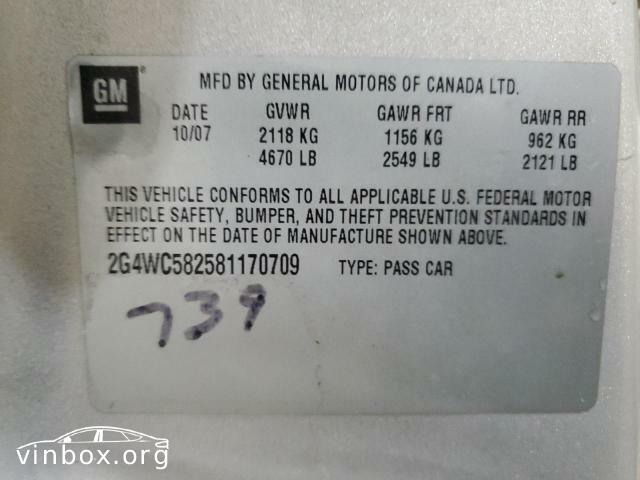 GM®
MFD BY GENERAL MOTORS OF CANADA LTD.
DATE GVWR GAWR FRT GAWR RR
10/07 2118 KG 1156 KG 962 KG
4670 LB 2549 LB 2121 LB
THIS VEHICLE CONFORMS TO ALL APPLICABLE U.S. FEDERAL MOTOR
VEHICLE SAFETY, BUMPER, AND THEFT PREVENTION STANDARDS IN
EFFECT ON THE DATE OF MANUFACTURE SHOWN ABOVE.
2G4WC582581170709 TYPE: PASS CAR
739
vinbox.org